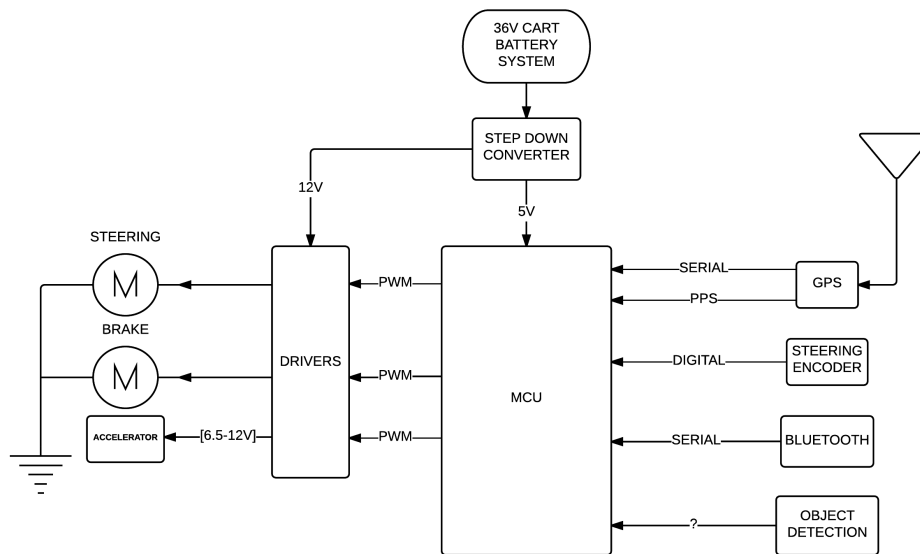 36V CART
BATTERY
SYSTEM
STEP DOWN
CONVERTER
12V
5V
STEERING
M
BRAKE
M
ACCELERATOR
[6.5-12V]
DRIVERS
PWM
PWM
PWM
MCU
SERIAL
PPS
GPS
DIGITAL
STEERING
ENCODER
SERIAL
BLUETOOTH
?
OBJECT
DETECTION